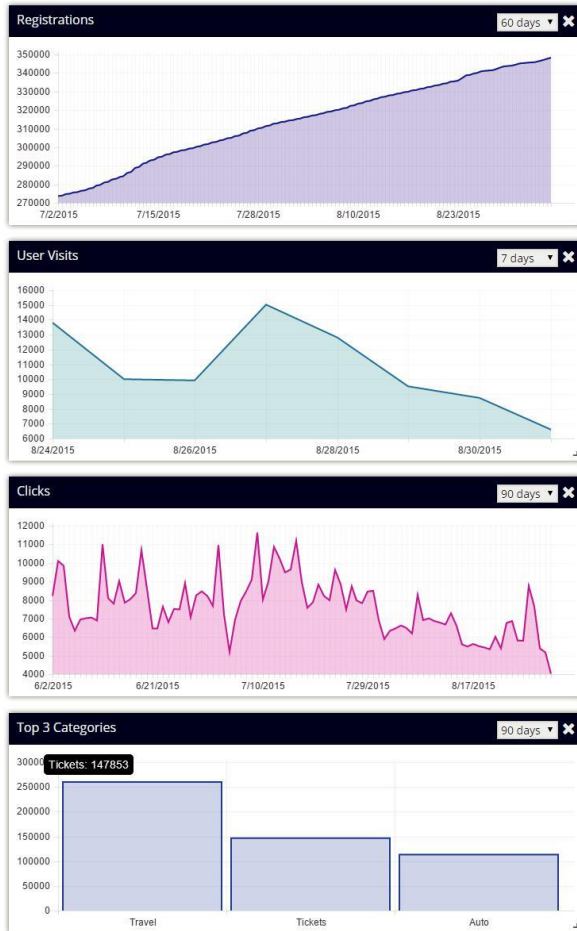 Registrations
60 days
350000
340000
330000
320000
310000
300000
290000
280000
270000
7/2/2015 7/15/2015 7/28/2015 8/10/2015 8/23/2015
User Visits
7 days
16000
15000
14000
13000
12000
11000
10000
9000
8000
7000
6000
8/24/2015 8/26/2015 8/28/2015 8/30/2015
Clicks
90 days
12000
11000
10000
9000
8000
7000
6000
5000
4000
6/2/2015 6/21/2015 7/10/2015 7/29/2015 8/17/2015
Top 3 Categories
90 days
Tickets: 147853
250000
200000
150000
100000
50000
0
Travel Tickets Auto